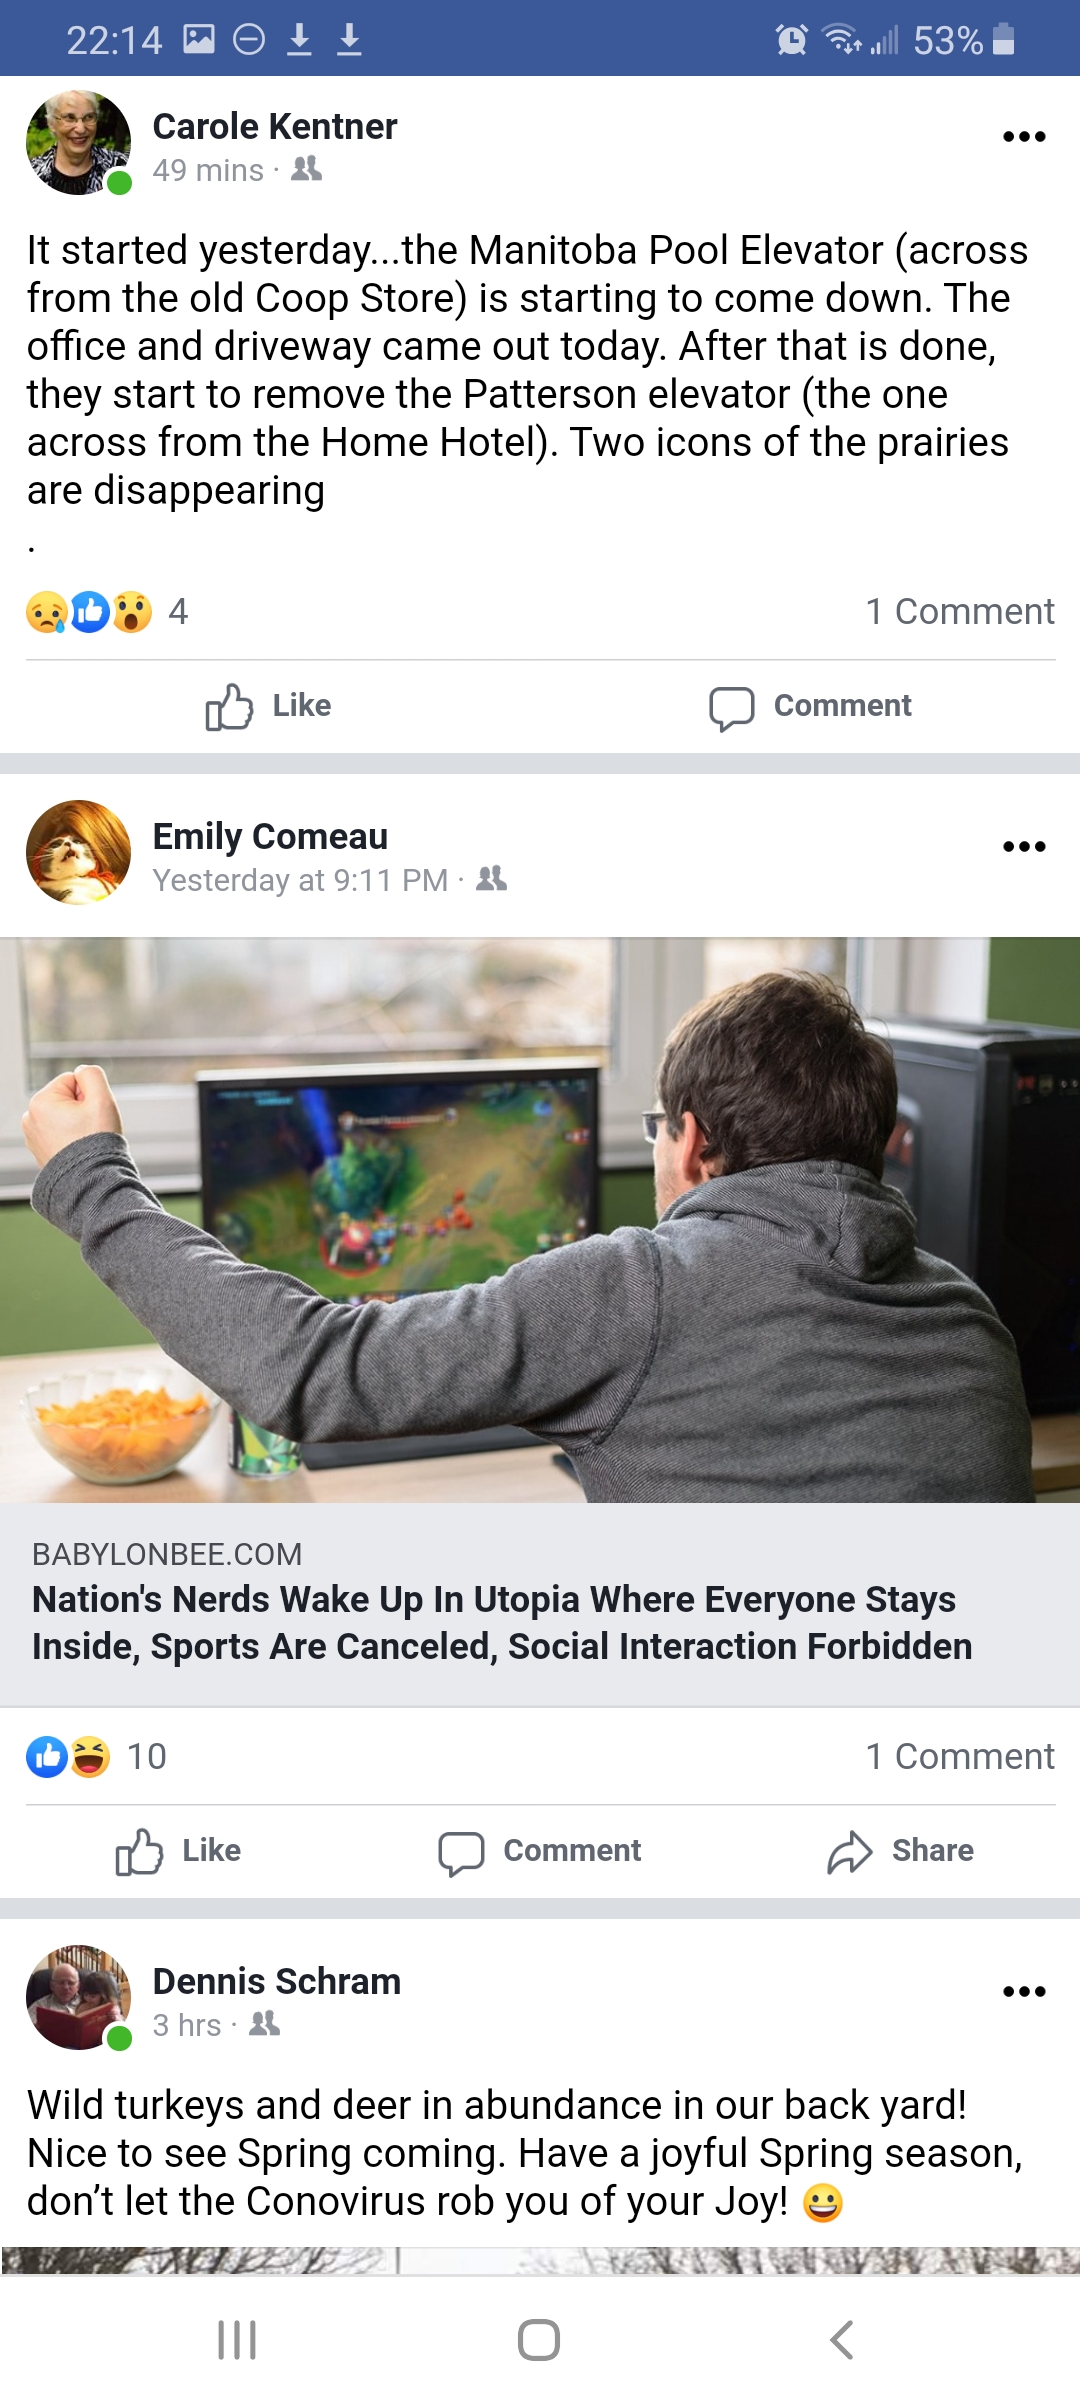 22:14
53%
Carole Kentner
49 mins ·
It started yesterday...the Manitoba Pool Elevator (across
from the old Coop Store) is starting to come down. The
office and driveway came out today. After that is done,
they start to remove the Patterson elevator (the one
across from the Home Hotel). Two icons of the prairies
are disappearing
.
4
1 Comment
Like
Comment
Emily Comeau
Yesterday at 9:11 PM ·
BABYLONBEE.COM
Nation's Nerds Wake Up In Utopia Where Everyone Stays
Inside, Sports Are Canceled, Social Interaction Forbidden
10
1 Comment
Like
Comment
Share
Dennis Schram
3 hrs ·
Wild turkeys and deer in abundance in our back yard!
Nice to see Spring coming. Have a joyful Spring season,
don’t let the Conovirus rob you of your Joy! 😀